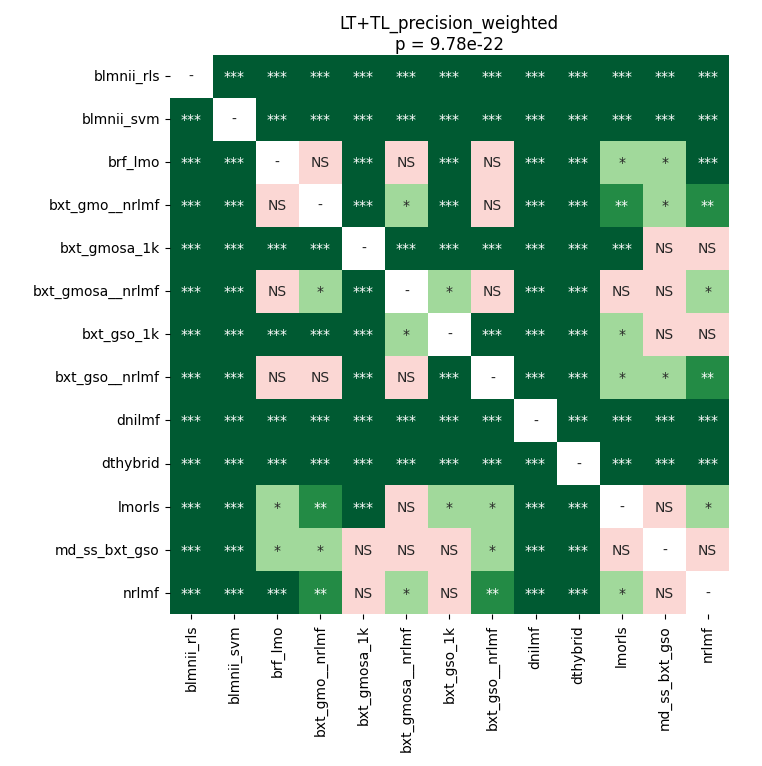 LT+TL_precision_weighted
p = 9.78e-22
blmnii_rls - *** *** *** *** *** *** *** *** *** *** *** ***
blmnii_svm *** - *** *** *** *** *** *** *** *** *** *** ***
brf_lmo *** *** - NS *** NS *** NS *** *** * * ***
bxt_gmo__nrlmf *** *** NS - *** * *** NS *** *** ** * **
bxt_gmosa_1k *** *** *** *** - *** *** *** *** *** *** NS NS
bxt_gmosa__nrlmf *** *** NS * *** - * NS *** *** NS NS *
bxt_gso_1k *** *** *** *** *** * - *** *** *** * NS NS
bxt_gso__nrlmf *** *** NS NS *** NS *** - *** *** * * **
dnilmf *** *** *** *** *** *** *** *** - *** *** *** ***
dthybrid *** *** *** *** *** *** *** *** *** - *** *** ***
lmorls *** *** * ** *** NS * * *** *** - NS *
md_ss_bxt_gso *** *** * * NS NS NS * *** *** NS - NS
nrlmf *** *** *** ** NS * NS ** *** *** * NS -
blmnii_rls
blmnii_svm
brf_lmo
bxt_gmo__nrlmf
bxt_gmosa_1k
bxt_gmosa__nrlmf
bxt_gso_1k
bxt_gso__nrlmf
dnilmf
dthybrid
lmorls
md_ss_bxt_gso
nrlmf